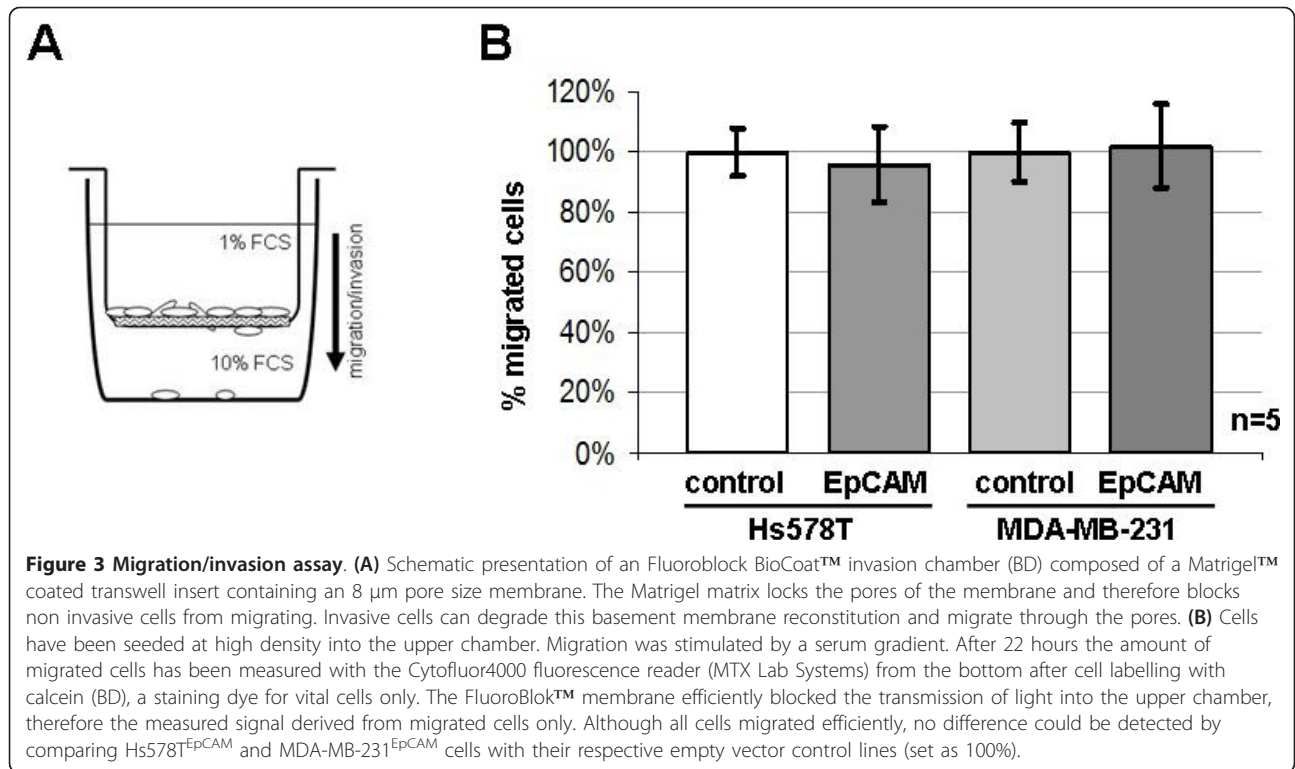 A
1% FCS
10% FCS
migration/invasion
B
% migrated cells
120%
100%
80%
60%
40%
20%
0%
n=5
control EpCAM control EpCAM
Hs578T MDA-MB-231
Figure 3 Migration/invasion assay. (A) Schematic presentation of an Fluoroblock BioCoat™ invasion chamber (BD) composed of a Matrigel™
coated transwell insert containing an 8 μm pore size membrane. The Matrigel matrix locks the pores of the membrane and therefore blocks
non invasive cells from migrating. Invasive cells can degrade this basement membrane reconstitution and migrate through the pores. (B) Cells
have been seeded at high density into the upper chamber. Migration was stimulated by a serum gradient. After 22 hours the amount of
migrated cells has been measured with the Cytofluor4000 fluorescence reader (MTX Lab Systems) from the bottom after cell labelling with
calcein (BD), a staining dye for vital cells only. The FluoroBlok™ membrane efficiently blocked the transmission of light into the upper chamber,
therefore the measured signal derived from migrated cells only. Although all cells migrated efficiently, no difference could be detected by
comparing Hs578TEpCAM and MDA-MB-231EpCAM cells with their respective empty vector control lines (set as 100%).